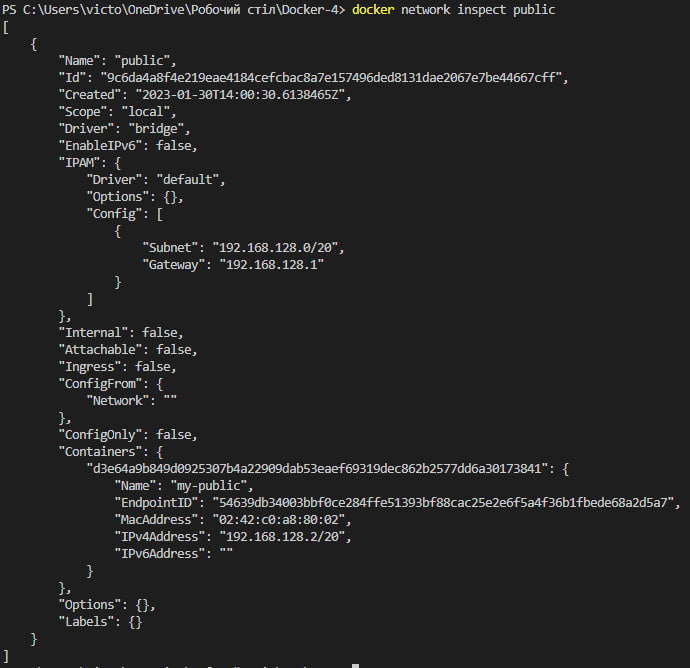 PS C:\Users\victo\OneDrive\Робочий стіл\Docker-4> docker network inspect public
[
    {
        "Name": "public",
        "Id": "9c6da4a8f4e219eae4184cefcbac8a7e157496ded8131dae2067e7be44667cff",
        "Created": "2023-01-30T14:00:30.6138465Z",
        "Scope": "local",
        "Driver": "bridge",
        "EnableIPv6": false,
        "IPAM": {
            "Driver": "default",
            "Options": {},
            "Config": [
                {
                    "Subnet": "192.168.128.0/20",
                    "Gateway": "192.168.128.1"
                }
            ]
        },
        "Internal": false,
        "Attachable": false,
        "Ingress": false,
        "ConfigFrom": {
            "Network": ""
        },
        "ConfigOnly": false,
        "Containers": {
            "d3e64a9b849d0925307b4a22909dab53eaef69319dec862b2577dd6a30173841": {
                "Name": "my-public",
                "EndpointID": "54639db34003bbf0ce284ffe51393bf88cac25e2e6f5a4f36b1fbede68a2d5a7",
                "MacAddress": "02:42:c0:a8:80:02",
                "IPv4Address": "192.168.128.2/20",
                "IPv6Address": ""
            }
        },
        "Options": {},
        "Labels": {}
    }
]